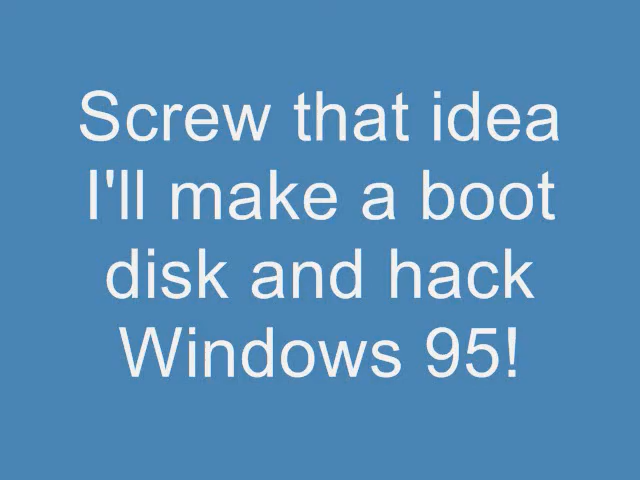 Screw that idea
I'll make a boot
disk and hack
Windows 95!